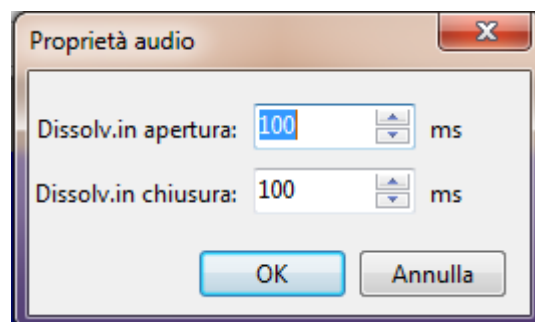 Proprietà audio
Dissolv.in apertura: 100 ms
Dissolv.in chiusura: 100 ms
OK Annulla